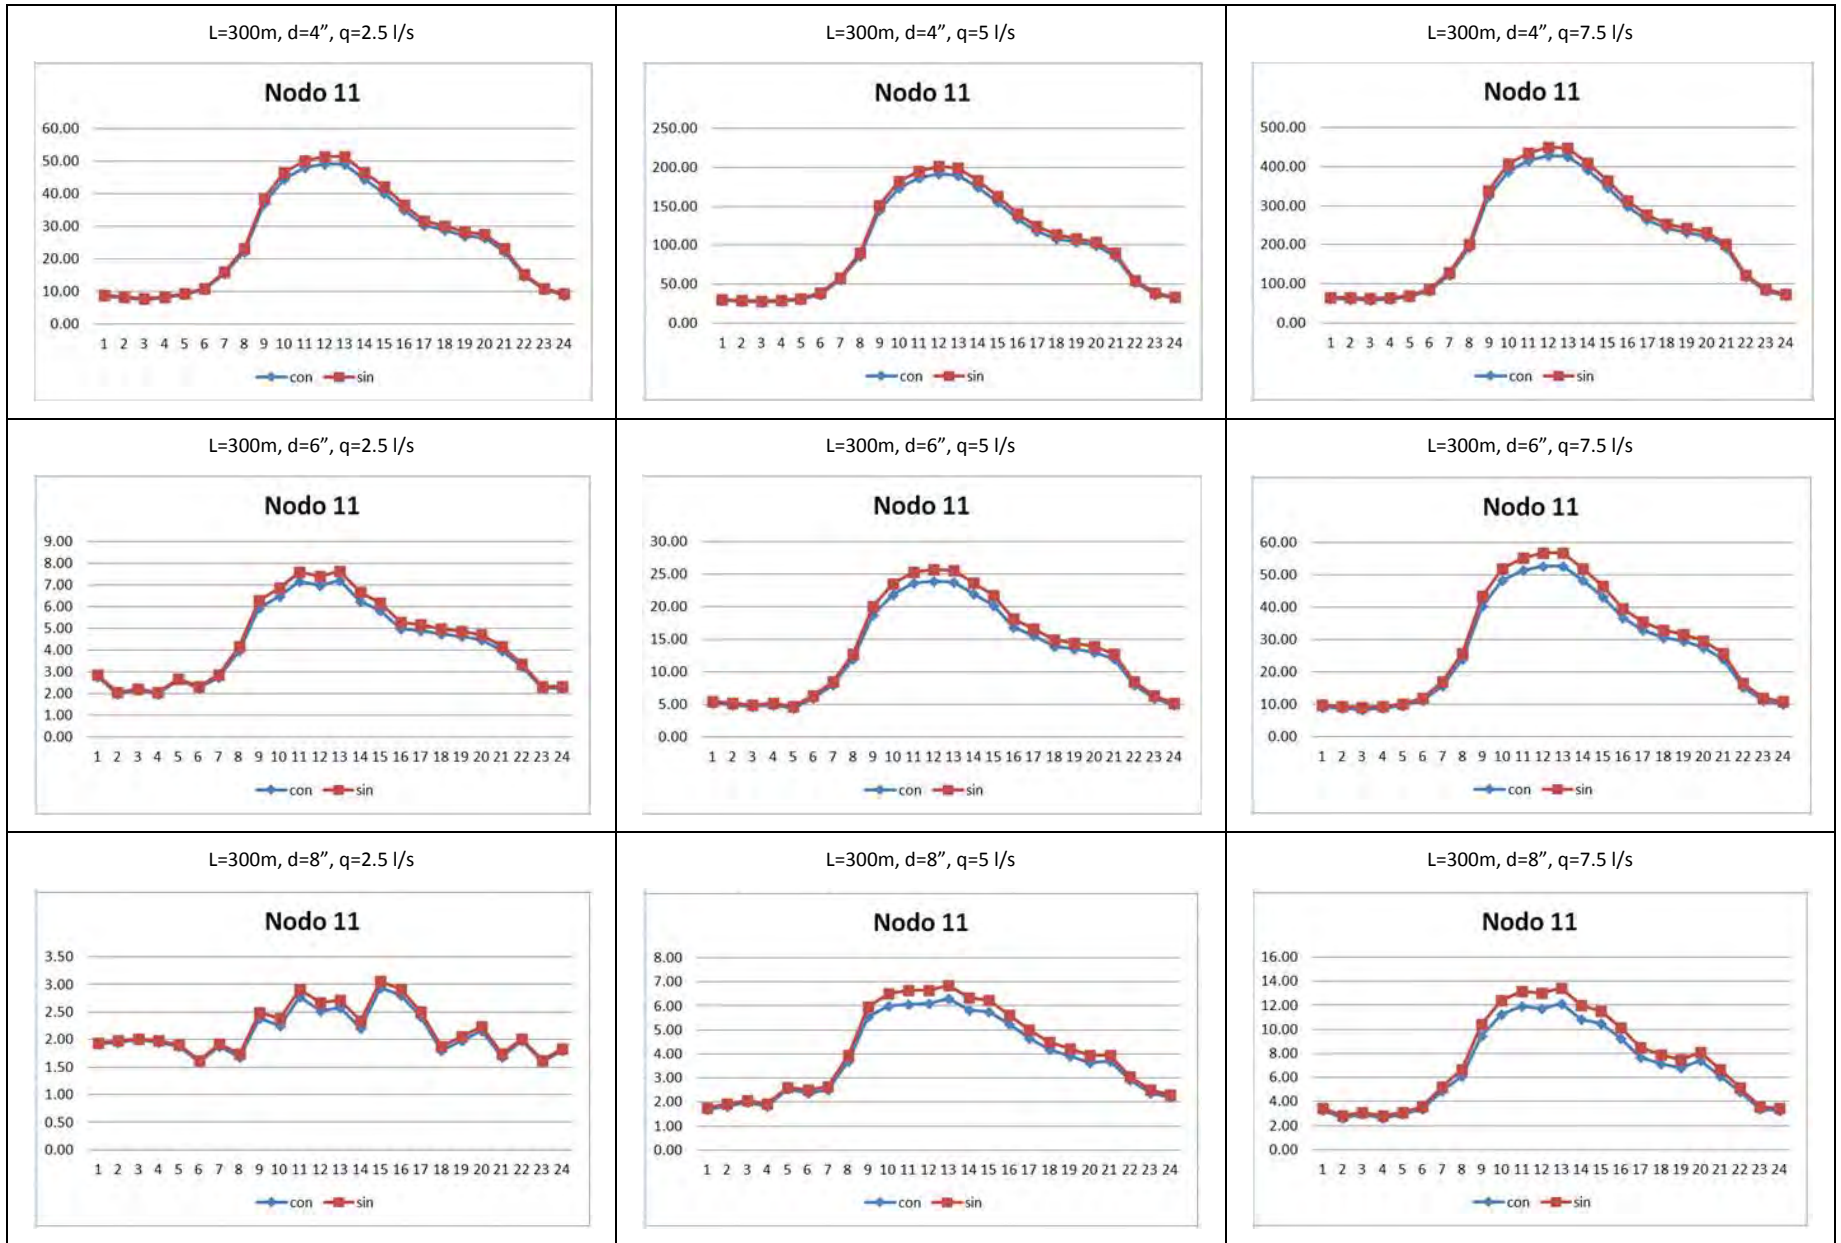 L=300m, d=4”, q=2.5 l/s
Nodo 11
60.00
50.00
40.00
30.00
20.00
10.00
0.00
1 2 3 4 5 6 7 8 9 10 11 12 13 14 15 16 17 18 19 20 21 22 23 24
con sin
L=300m, d=4”, q=5 l/s
Nodo 11
250.00
200.00
150.00
100.00
50.00
0.00
1 2 3 4 5 6 7 8 9 10 11 12 13 14 15 16 17 18 19 20 21 22 23 24
con sin
L=300m, d=4”, q=7.5 l/s
Nodo 11
500.00
400.00
300.00
200.00
100.00
0.00
1 2 3 4 5 6 7 8 9 10 11 12 13 14 15 16 17 18 19 20 21 22 23 24
con sin
L=300m, d=6”, q=2.5 l/s
Nodo 11
9.00
8.00
7.00
6.00
5.00
4.00
3.00
2.00
1.00
0.00
1 2 3 4 5 6 7 8 9 10 11 12 13 14 15 16 17 18 19 20 21 22 23 24
con sin
L=300m, d=6”, q=5 l/s
Nodo 11
30.00
25.00
20.00
15.00
10.00
5.00
0.00
1 2 3 4 5 6 7 8 9 10 11 12 13 14 15 16 17 18 19 20 21 22 23 24
con sin
L=300m, d=6”, q=7.5 l/s
Nodo 11
60.00
50.00
40.00
30.00
20.00
10.00
0.00
1 2 3 4 5 6 7 8 9 10 11 12 13 14 15 16 17 18 19 20 21 22 23 24
con sin
L=300m, d=8”, q=2.5 l/s
Nodo 11
3.50
3.00
2.50
2.00
1.50
1.00
0.50
0.00
1 2 3 4 5 6 7 8 9 10 11 12 13 14 15 16 17 18 19 20 21 22 23 24
con sin
L=300m, d=8”, q=5 l/s
Nodo 11
8.00
7.00
6.00
5.00
4.00
3.00
2.00
1.00
0.00
1 2 3 4 5 6 7 8 9 10 11 12 13 14 15 16 17 18 19 20 21 22 23 24
con sin
L=300m, d=8”, q=7.5 l/s
Nodo 11
16.00
14.00
12.00
10.00
8.00
6.00
4.00
2.00
0.00
1 2 3 4 5 6 7 8 9 10 11 12 13 14 15 16 17 18 19 20 21 22 23 24
con sin